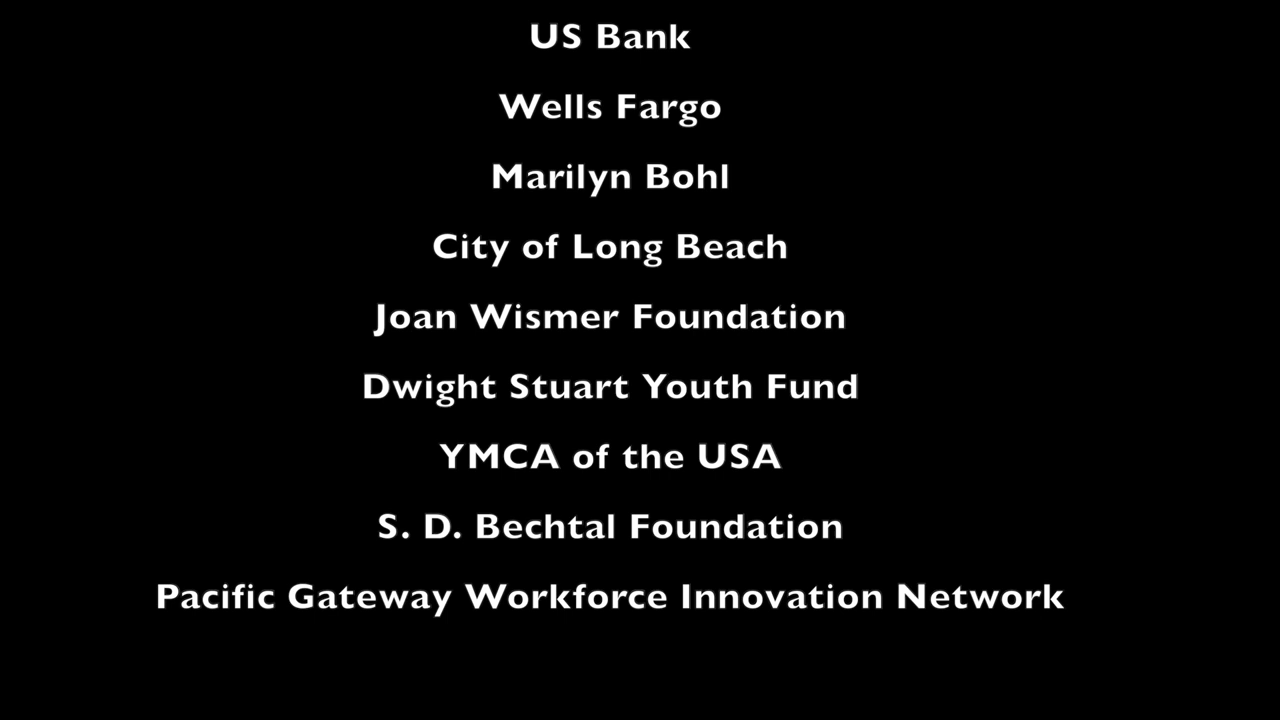 US Bank
Wells Fargo
Marilyn Bohl
City of Long Beach
Joan Wismer Foundation
Dwight Stuart Youth Fund
YMCA of the USA
S. D. Bechtal Foundation
Pacific Gateway Workforce Innovation Network